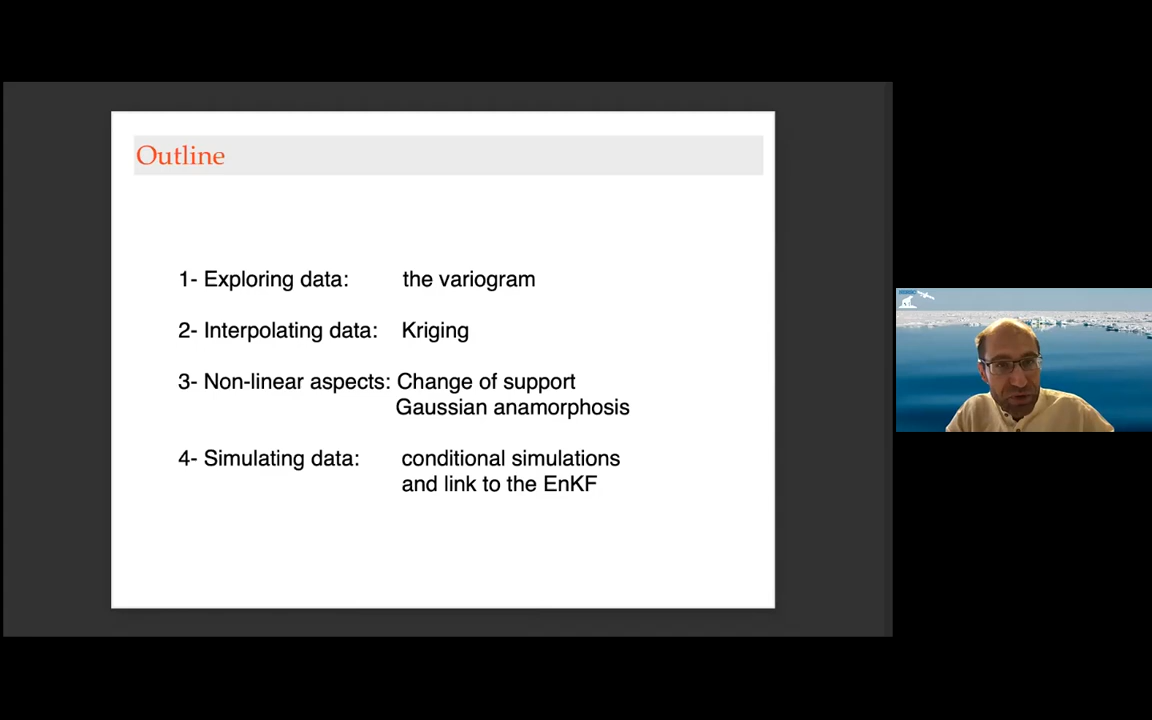 Outline
1- Exploring data: the variogram
2- Interpolating data: Kriging
3- Non-linear aspects: Change of support
Gaussian anamorphosis
4- Simulating data: conditional simulations
and link to the EnKF